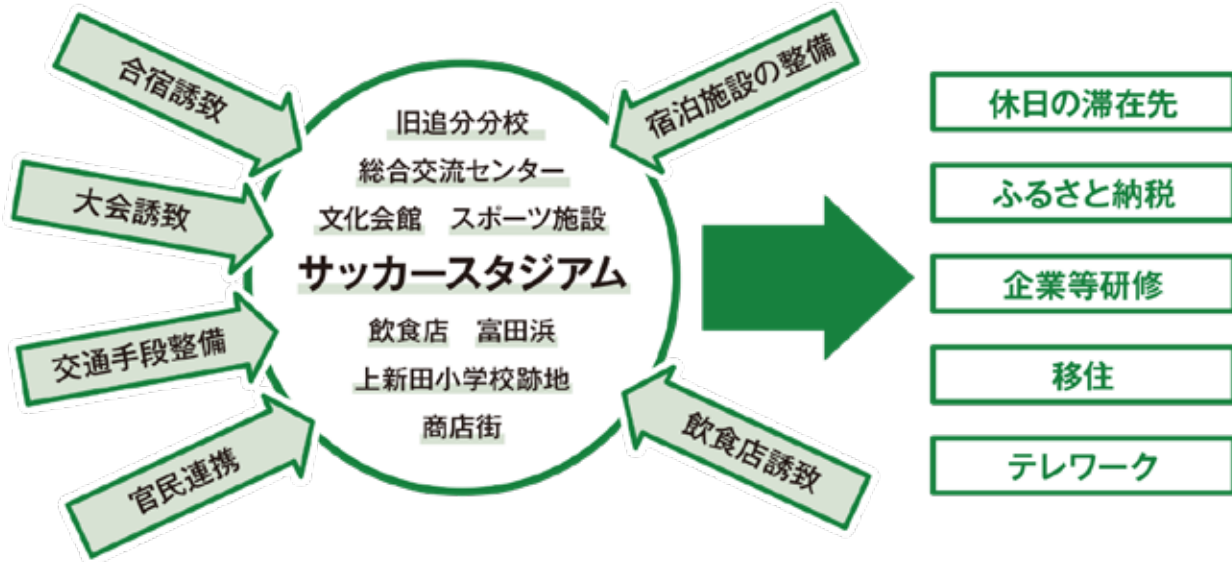 合宿誘致
大会誘致
交通手段整備
官民連携
旧追分分校
総合交流センター
文化会館 スポーツ施設
サッカースタジアム
飲食店 富田浜
上新田小学校跡地
商店街
宿泊施設の整備
飲食店誘致
休日の滞在先
ふるさと納税
企業等研修
移住
テレワーク